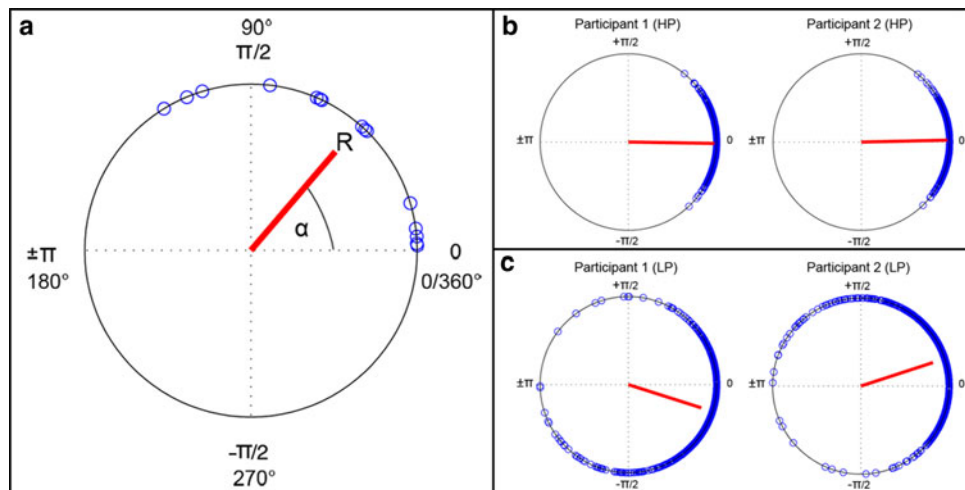 a
90°
π/2
R
α
±π
180°
0
0/360°
-π/2
270°
b
Participant 1 (HP)
+π/2
±π
0
-π/2
Participant 2 (HP)
+π/2
±π
0
-π/2
c
Participant 1 (LP)
+π/2
±π
0
-π/2
Participant 2 (LP)
+π/2
±π
0
-π/2